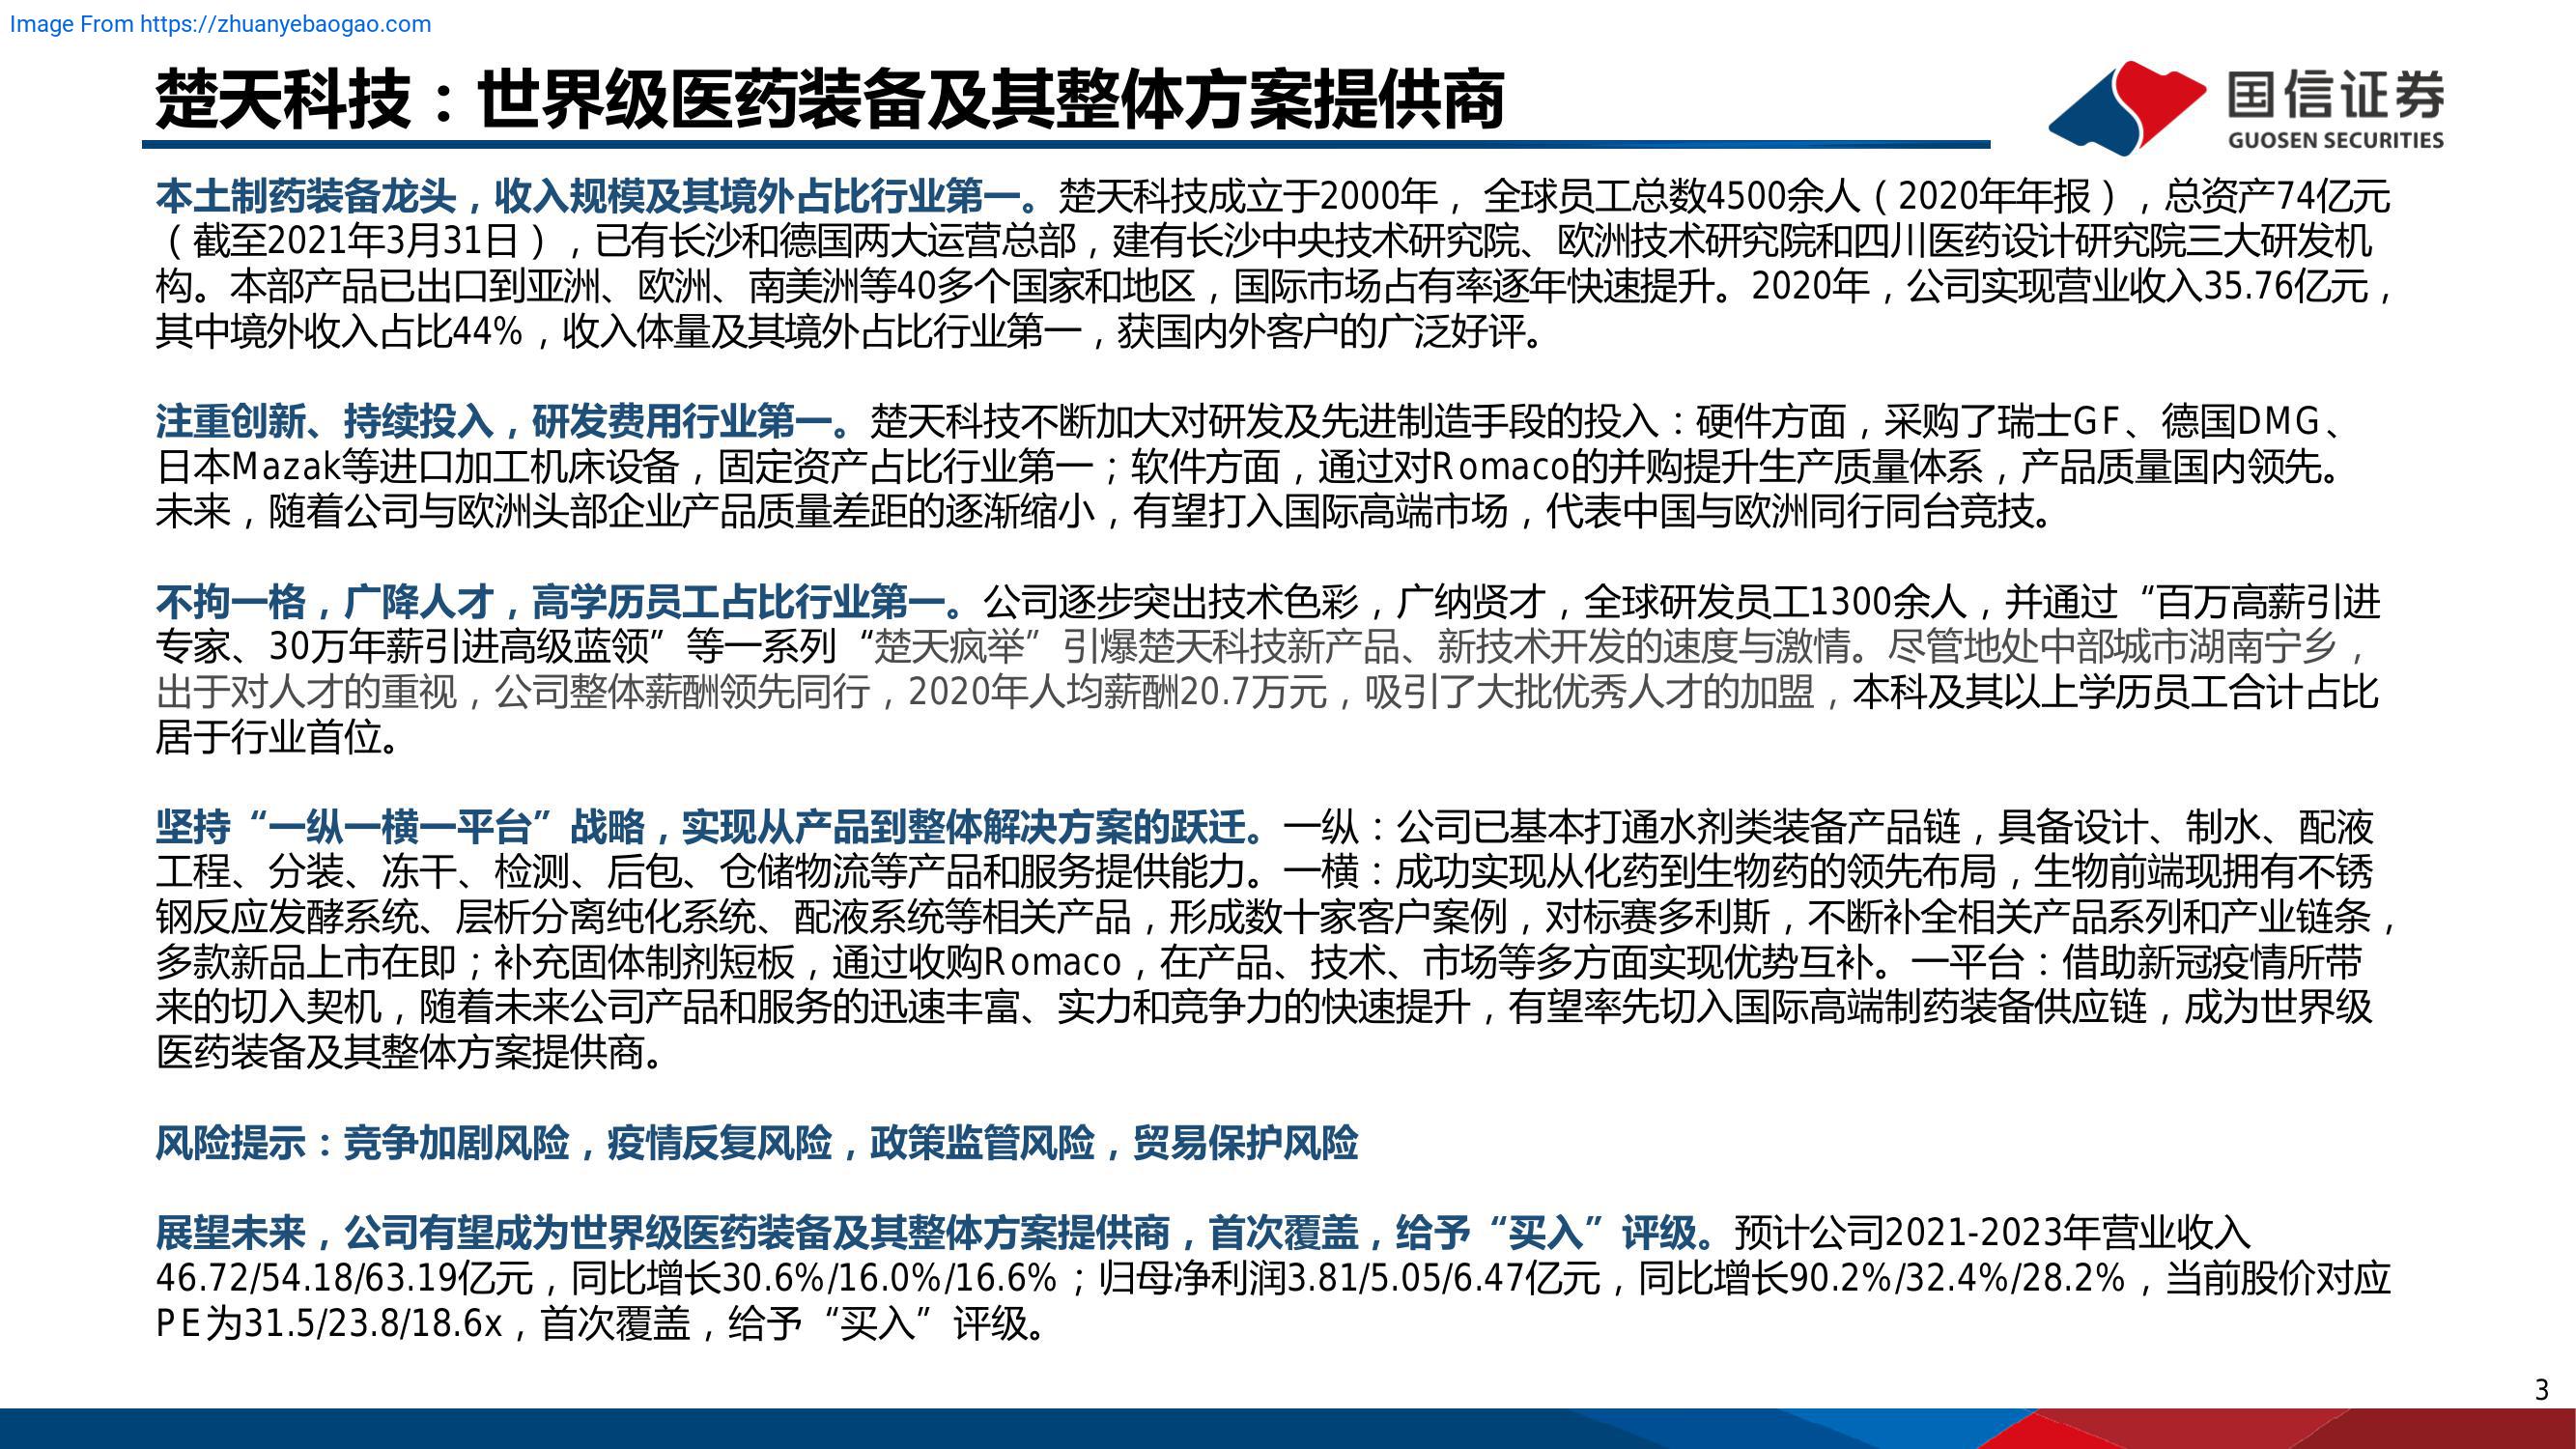 Image From https://zhuanyebaogao.com
楚天科技：世界级医药装备及其整体方案提供商
国信证券
GUOSEN SECURITIES
本土制药装备龙头，收入规模及其境外占比行业第一。楚天科技成立于2000年， 全球员工总数4500余人（2020年年报），总资产74亿元
（截至2021年3月31日），已有长沙和德国两大运营总部，建有长沙中央技术研究院、欧洲技术研究院和四川医药设计研究院三大研发机
构。本部产品已出口到亚洲、欧洲、南美洲等40多个国家和地区，国际市场占有率逐年快速提升。2020年，公司实现营业收入35.76亿元，
其中境外收入占比44%，收入体量及其境外占比行业第一，获国内外客户的广泛好评。
注重创新、持续投入，研发费用行业第一。楚天科技不断加大对研发及先进制造手段的投入：硬件方面，采购了瑞士GF、德国DMG、
日本Mazak等进口加工机床设备，固定资产占比行业第一；软件方面，通过对Romaco的并购提升生产质量体系，产品质量国内领先。
未来，随着公司与欧洲头部企业产品质量差距的逐渐缩小，有望打入国际高端市场，代表中国与欧洲同行同台竞技。
不拘一格，广降人才，高学历员工占比行业第一。公司逐步突出技术色彩，广纳贤才，全球研发员工1300余人，并通过“百万高薪引进
专家、30万年薪引进高级蓝领”等一系列“楚天疯举”引爆楚天科技新产品、新技术开发的速度与激情。尽管地处中部城市湖南宁乡，
出于对人才的重视，公司整体薪酬领先同行，2020年人均薪酬20.7万元，吸引了大批优秀人才的加盟，本科及其以上学历员工合计占比
居于行业首位。
坚持“一纵一横一平台”战略，实现从产品到整体解决方案的跃迁。一纵：公司已基本打通水剂类装备产品链，具备设计、制水、配液
工程、分装、冻干、检测、后包、仓储物流等产品和服务提供能力。一横：成功实现从化药到生物药的领先布局，生物前端现拥有不锈
钢反应发酵系统、层析分离纯化系统、配液系统等相关产品，形成数十家客户案例，对标赛多利斯，不断补全相关产品系列和产业链条，
多款新品上市在即；补充固体制剂短板，通过收购Romaco，在产品、技术、市场等多方面实现优势互补。一平台：借助新冠疫情所带
来的切入契机，随着未来公司产品和服务的迅速丰富、实力和竞争力的快速提升，有望率先切入国际高端制药装备供应链，成为世界级
医药装备及其整体方案提供商。
风险提示：竞争加剧风险，疫情反复风险，政策监管风险，贸易保护风险
展望未来，公司有望成为世界级医药装备及其整体方案提供商，首次覆盖，给予“买入”评级。预计公司2021-2023年营业收入
46.72/54.18/63.19亿元，同比增长30.6%/16.0%/16.6%；归母净利润3.81/5.05/6.47亿元，同比增长90.2%/32.4%/28.2%，当前股价对应
PE为31.5/23.8/18.6x，首次覆盖，给予“买入”评级。
3